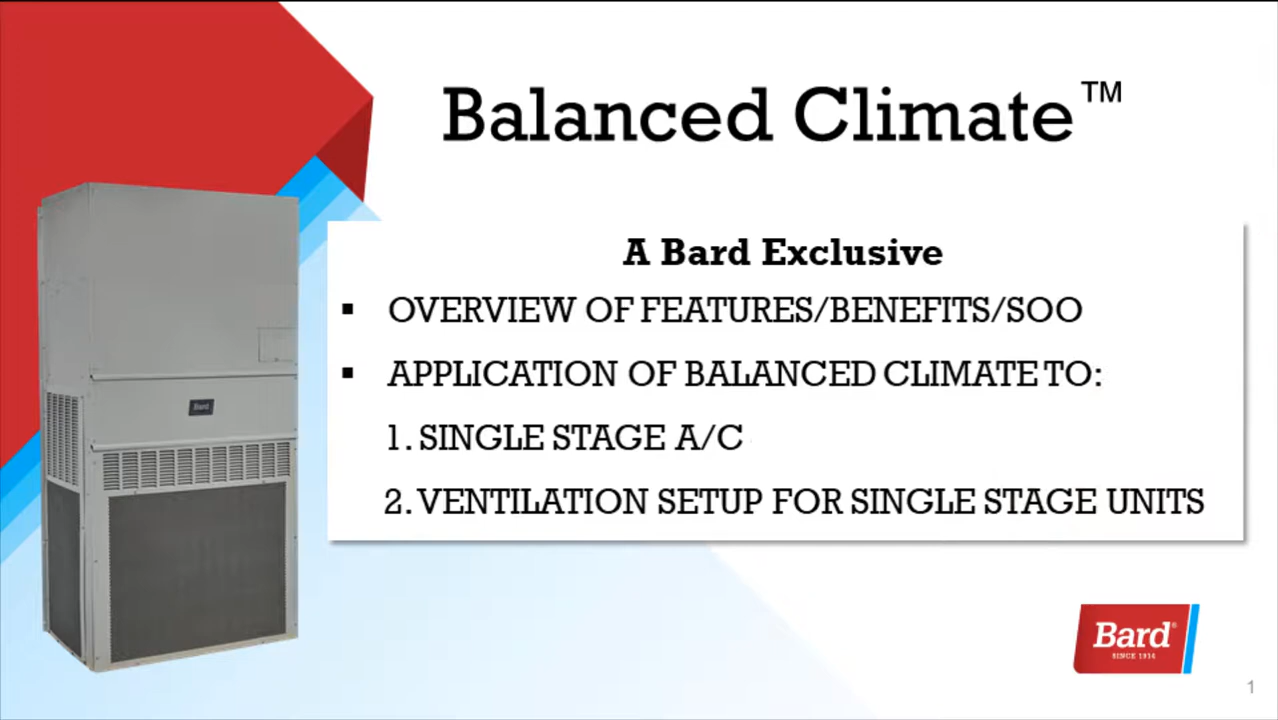 Balanced Climate™
A Bard Exclusive
▪ OVERVIEW OF FEATURES/BENEFITS/SOO
▪ APPLICATION OF BALANCED CLIMATE TO:
1. SINGLE STAGE A/C
2. VENTILATION SETUP FOR SINGLE STAGE UNITS
Bard
Bard®
SINCE 1914
1